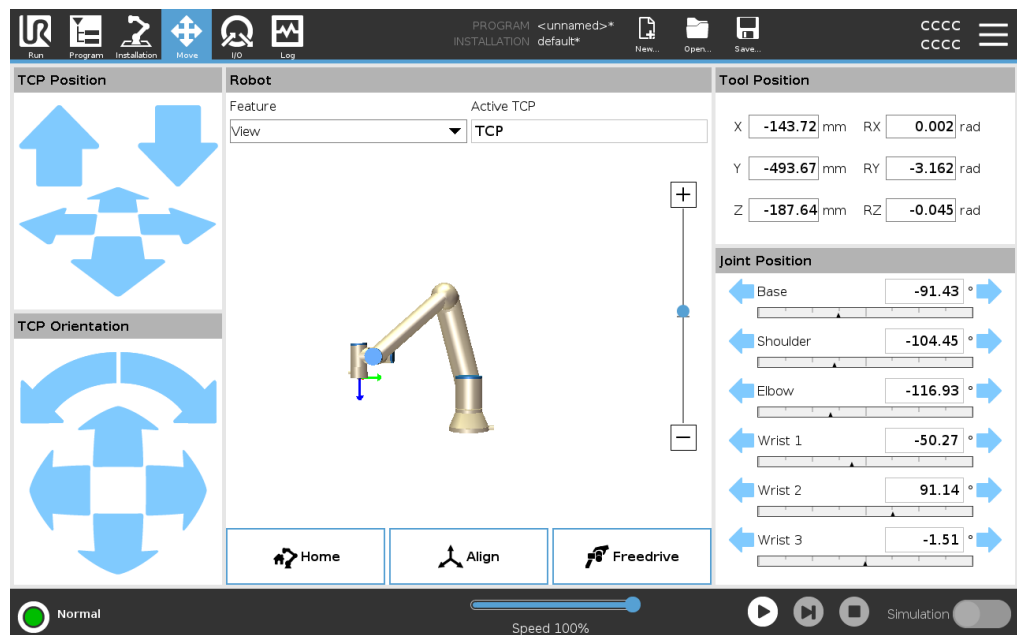 PROGRAM <unnamed>*
INSTALLATION default*
CCCC
CCCC
UR
Run Program Installation Move I/O Log New... Open... Save...
TCP Position
Robot
Tool Position
Feature
Active TCP
View
TCP
X -143.72 mm RX 0.002 rad
Y -493.67 mm RY -3.162 rad
Z -187.64 mm RZ -0.045 rad
Joint Position
Base -91.43 °
Shoulder -104.45 °
Elbow -116.93 °
Wrist 1 -50.27 °
Wrist 2 91.14 °
Wrist 3 -1.51 °
TCP Orientation
Home
Align
Freedrive
Normal
Speed 100%
Simulation